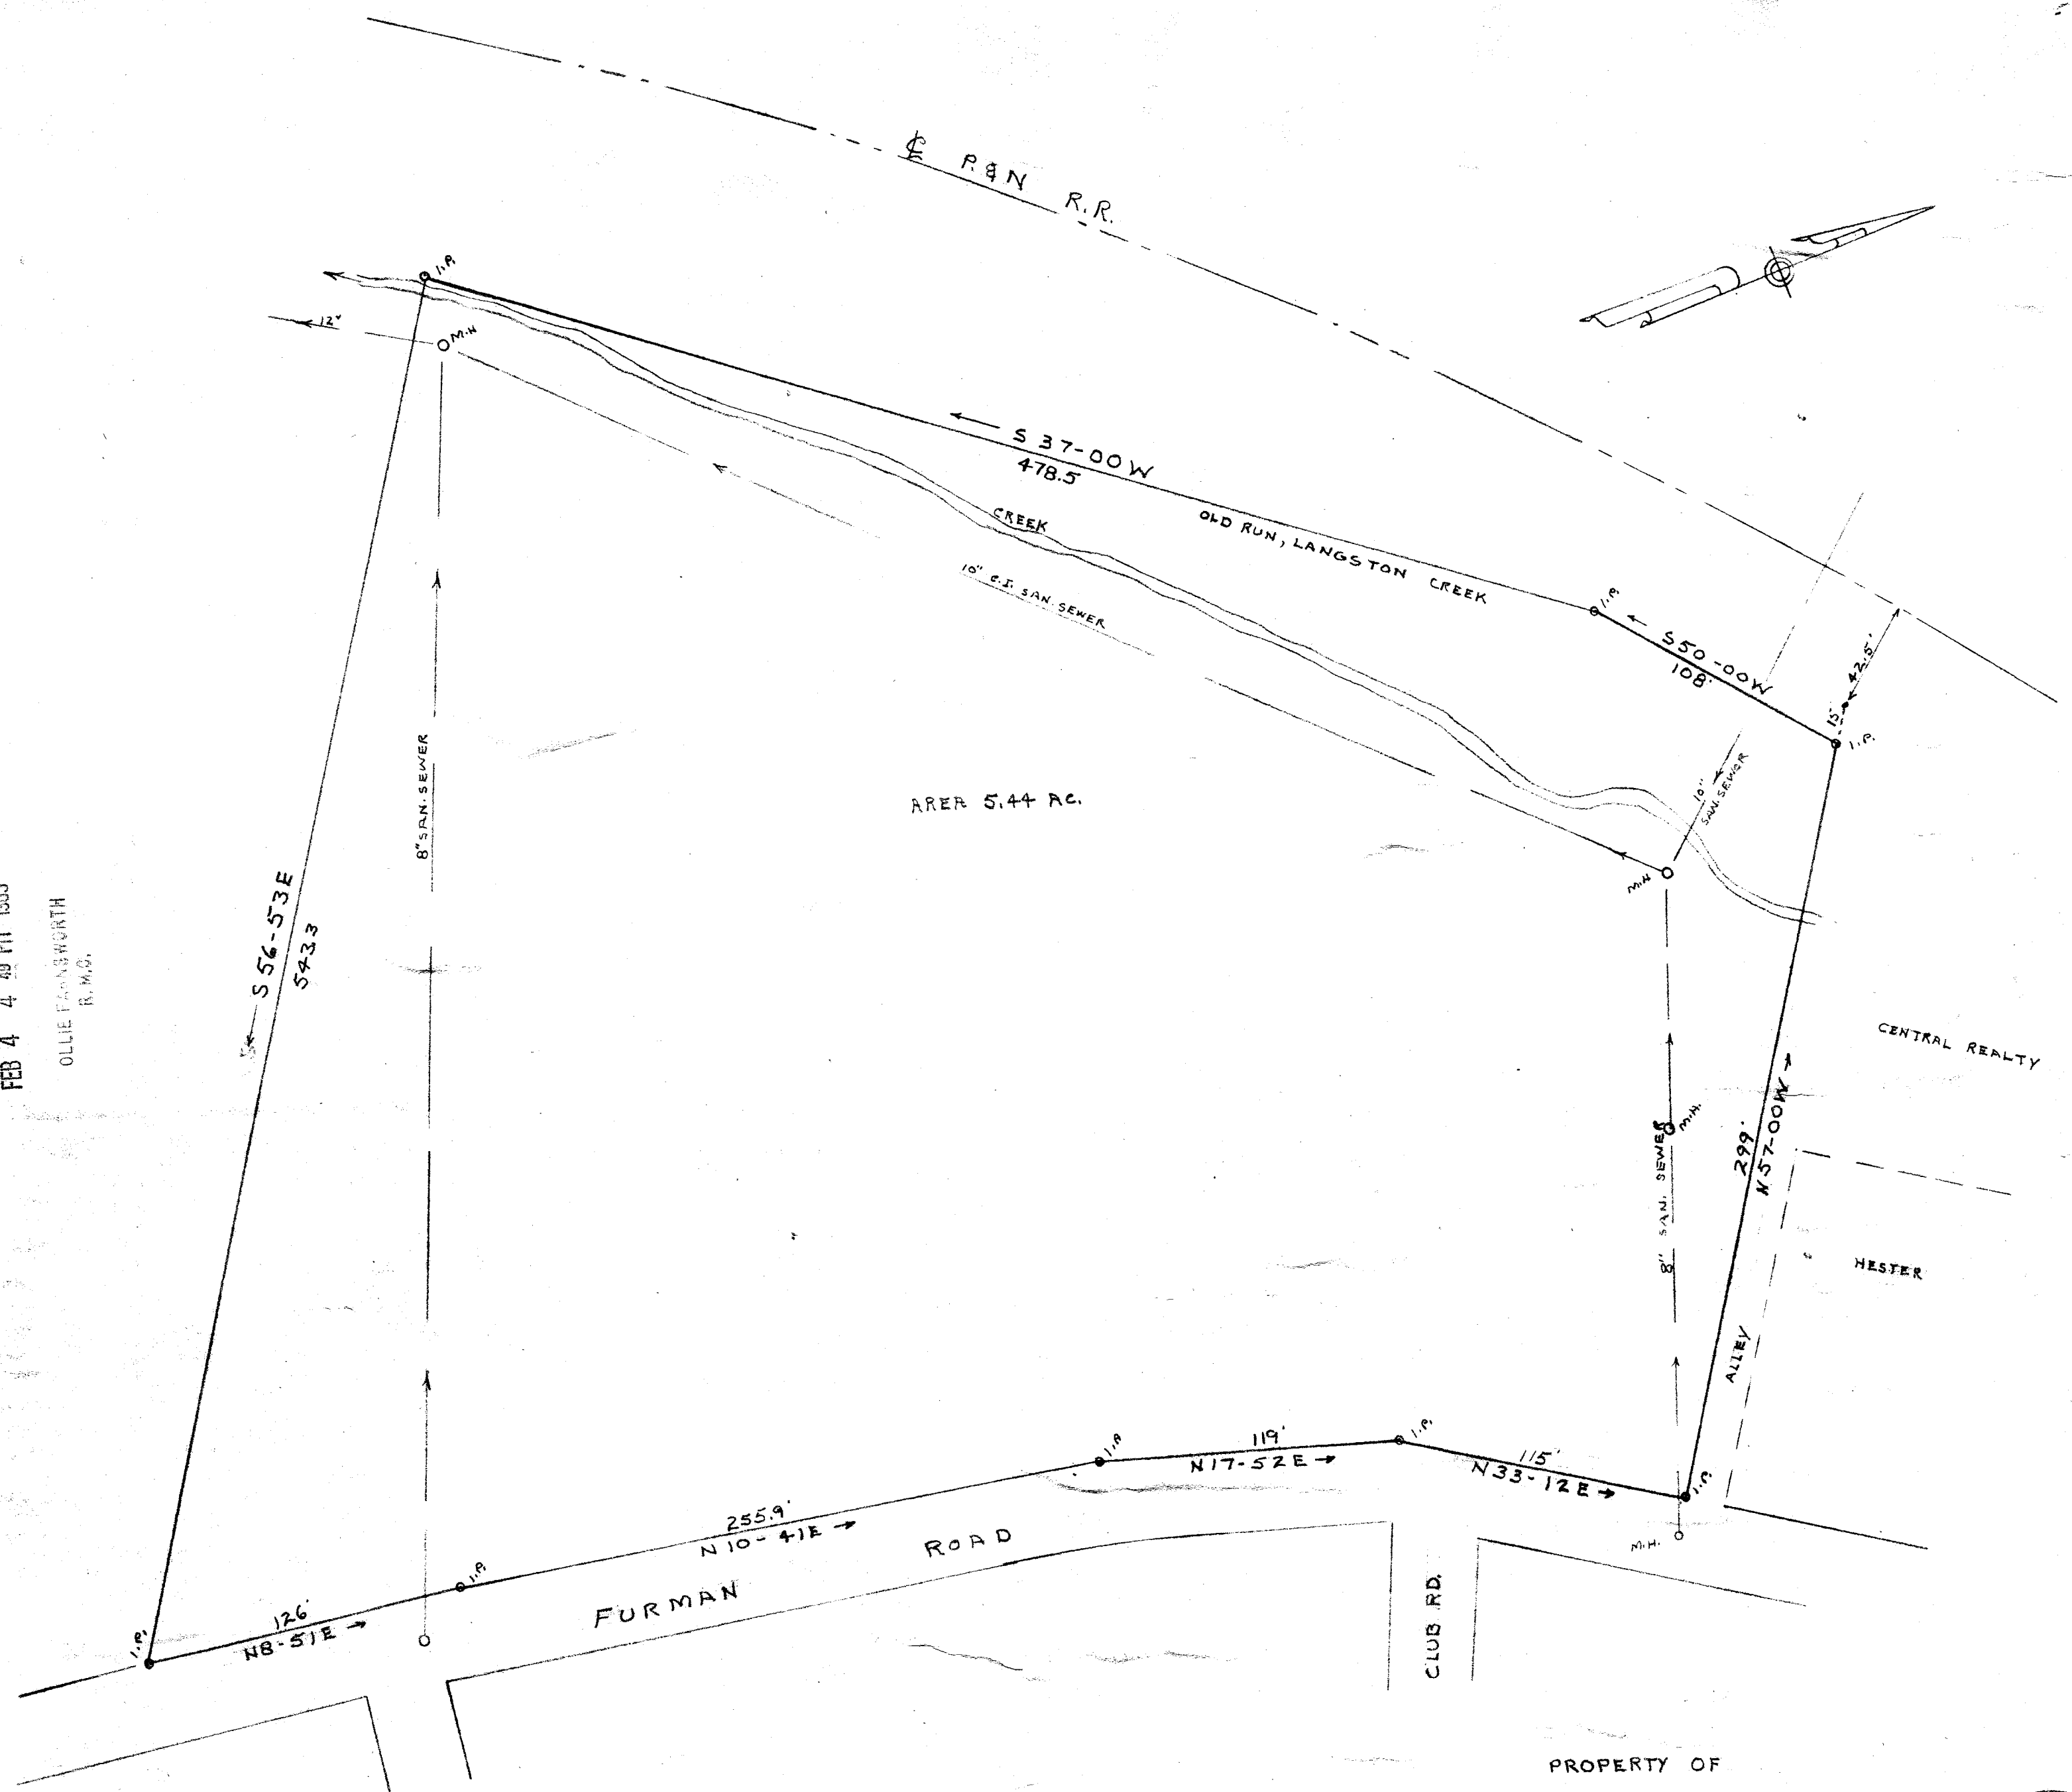 ℄ P. & N R.R.
I.P.
12"
M.H
S 37-00 W
478.5
CREEK
OLD RUN, LANGSTON CREEK
10" C.I. SAN. SEWER
I.P.
S 50-00 W
108'
42.5'
15'
I.P.
10"
SAN. SEWER
8" SAN. SEWER
AREA 5.44 AC.
M.H
S 56-53 E
543.3
FEB 4 4
OLLIE FARNSWORTH
R.M.C.
CENTRAL REALTY
M.H.
8" SAN. SEWER
299'
N 57-00 W
HESTER
ALLEY
I.P.
119'
N 17-52 E
I.P.
115'
N 33-12 E
I.P.
M.H.
255.9'
N 10-41 E
I.P.
FURMAN ROAD
126'
N 8-51 E
I.P.
CLUB RD.
PROPERTY OF